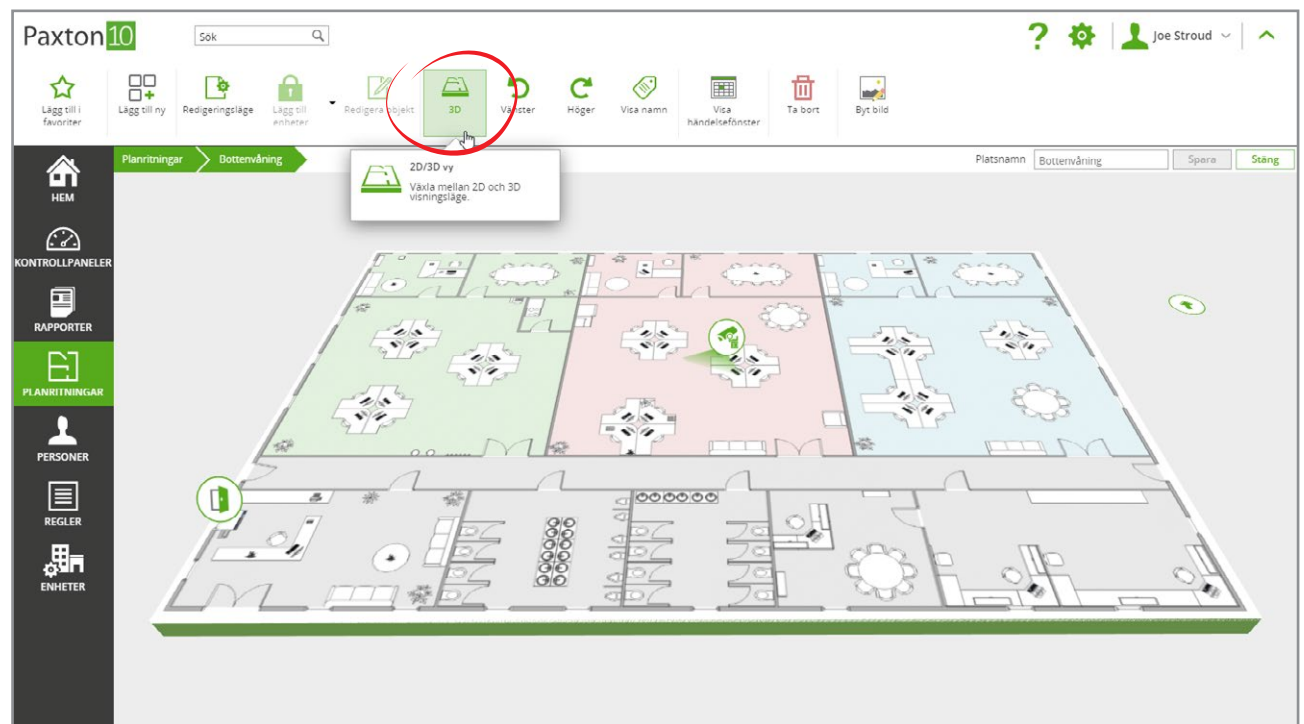 Paxton 10
Sök
Joe Stroud
Lägg till i
favoriter
Lägg till ny
Redigeringsläge
Lägg till
enheter
Redigera objekt
3D
Vänster
Höger
Visa namn
Visa
händelsefönster
Ta bort
Byt bild
Planritningar
Bottenvåning
Platsnamn
Bottenvåning
Spara
Stäng
2D/3D vy
Växla mellan 2D och 3D
visningsläge.
HEM
KONTROLLPANELER
RAPPORTER
PLANRITNINGAR
PERSONER
REGLER
ENHETER